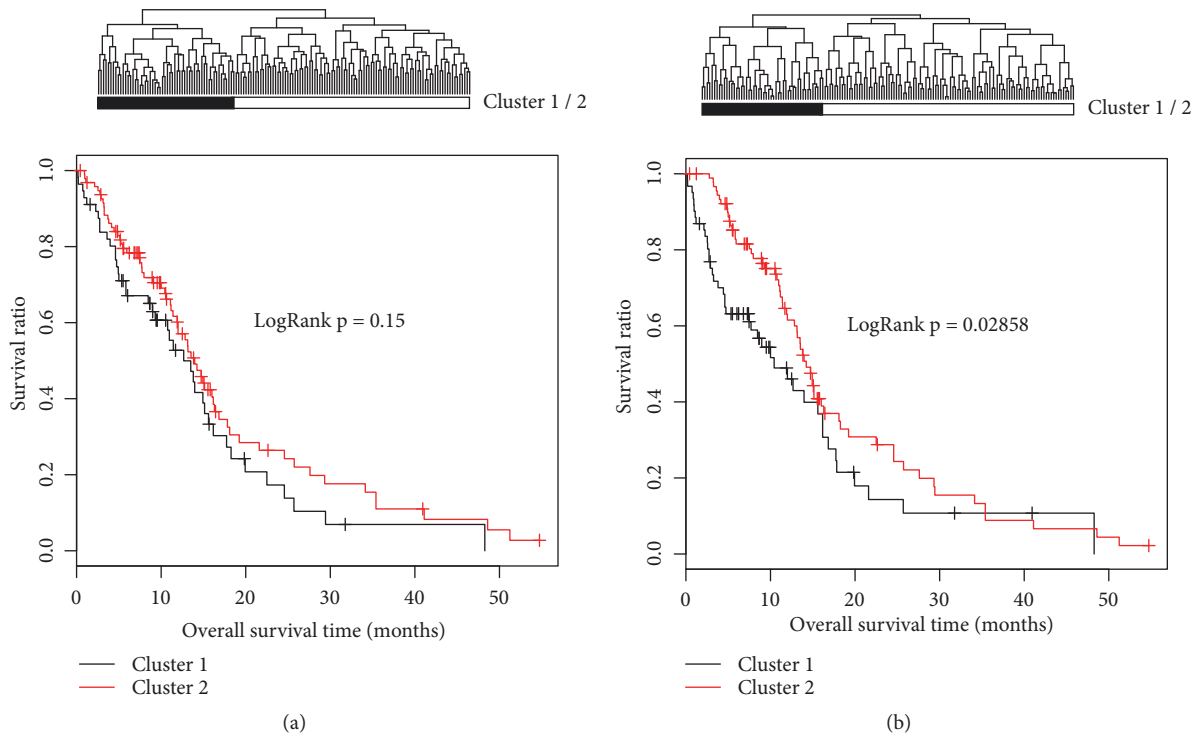 Cluster 1 / 2
1.0
0.8
0.6
0.4
0.2
0.0
Survival ratio
LogRank p = 0.15
0 10 20 30 40 50
Overall survival time (months)
Cluster 1
Cluster 2
(a)
Cluster 1 / 2
1.0
0.8
0.6
0.4
0.2
0.0
Survival ratio
LogRank p = 0.02858
0 10 20 30 40 50
Overall survival time (months)
Cluster 1
Cluster 2
(b)